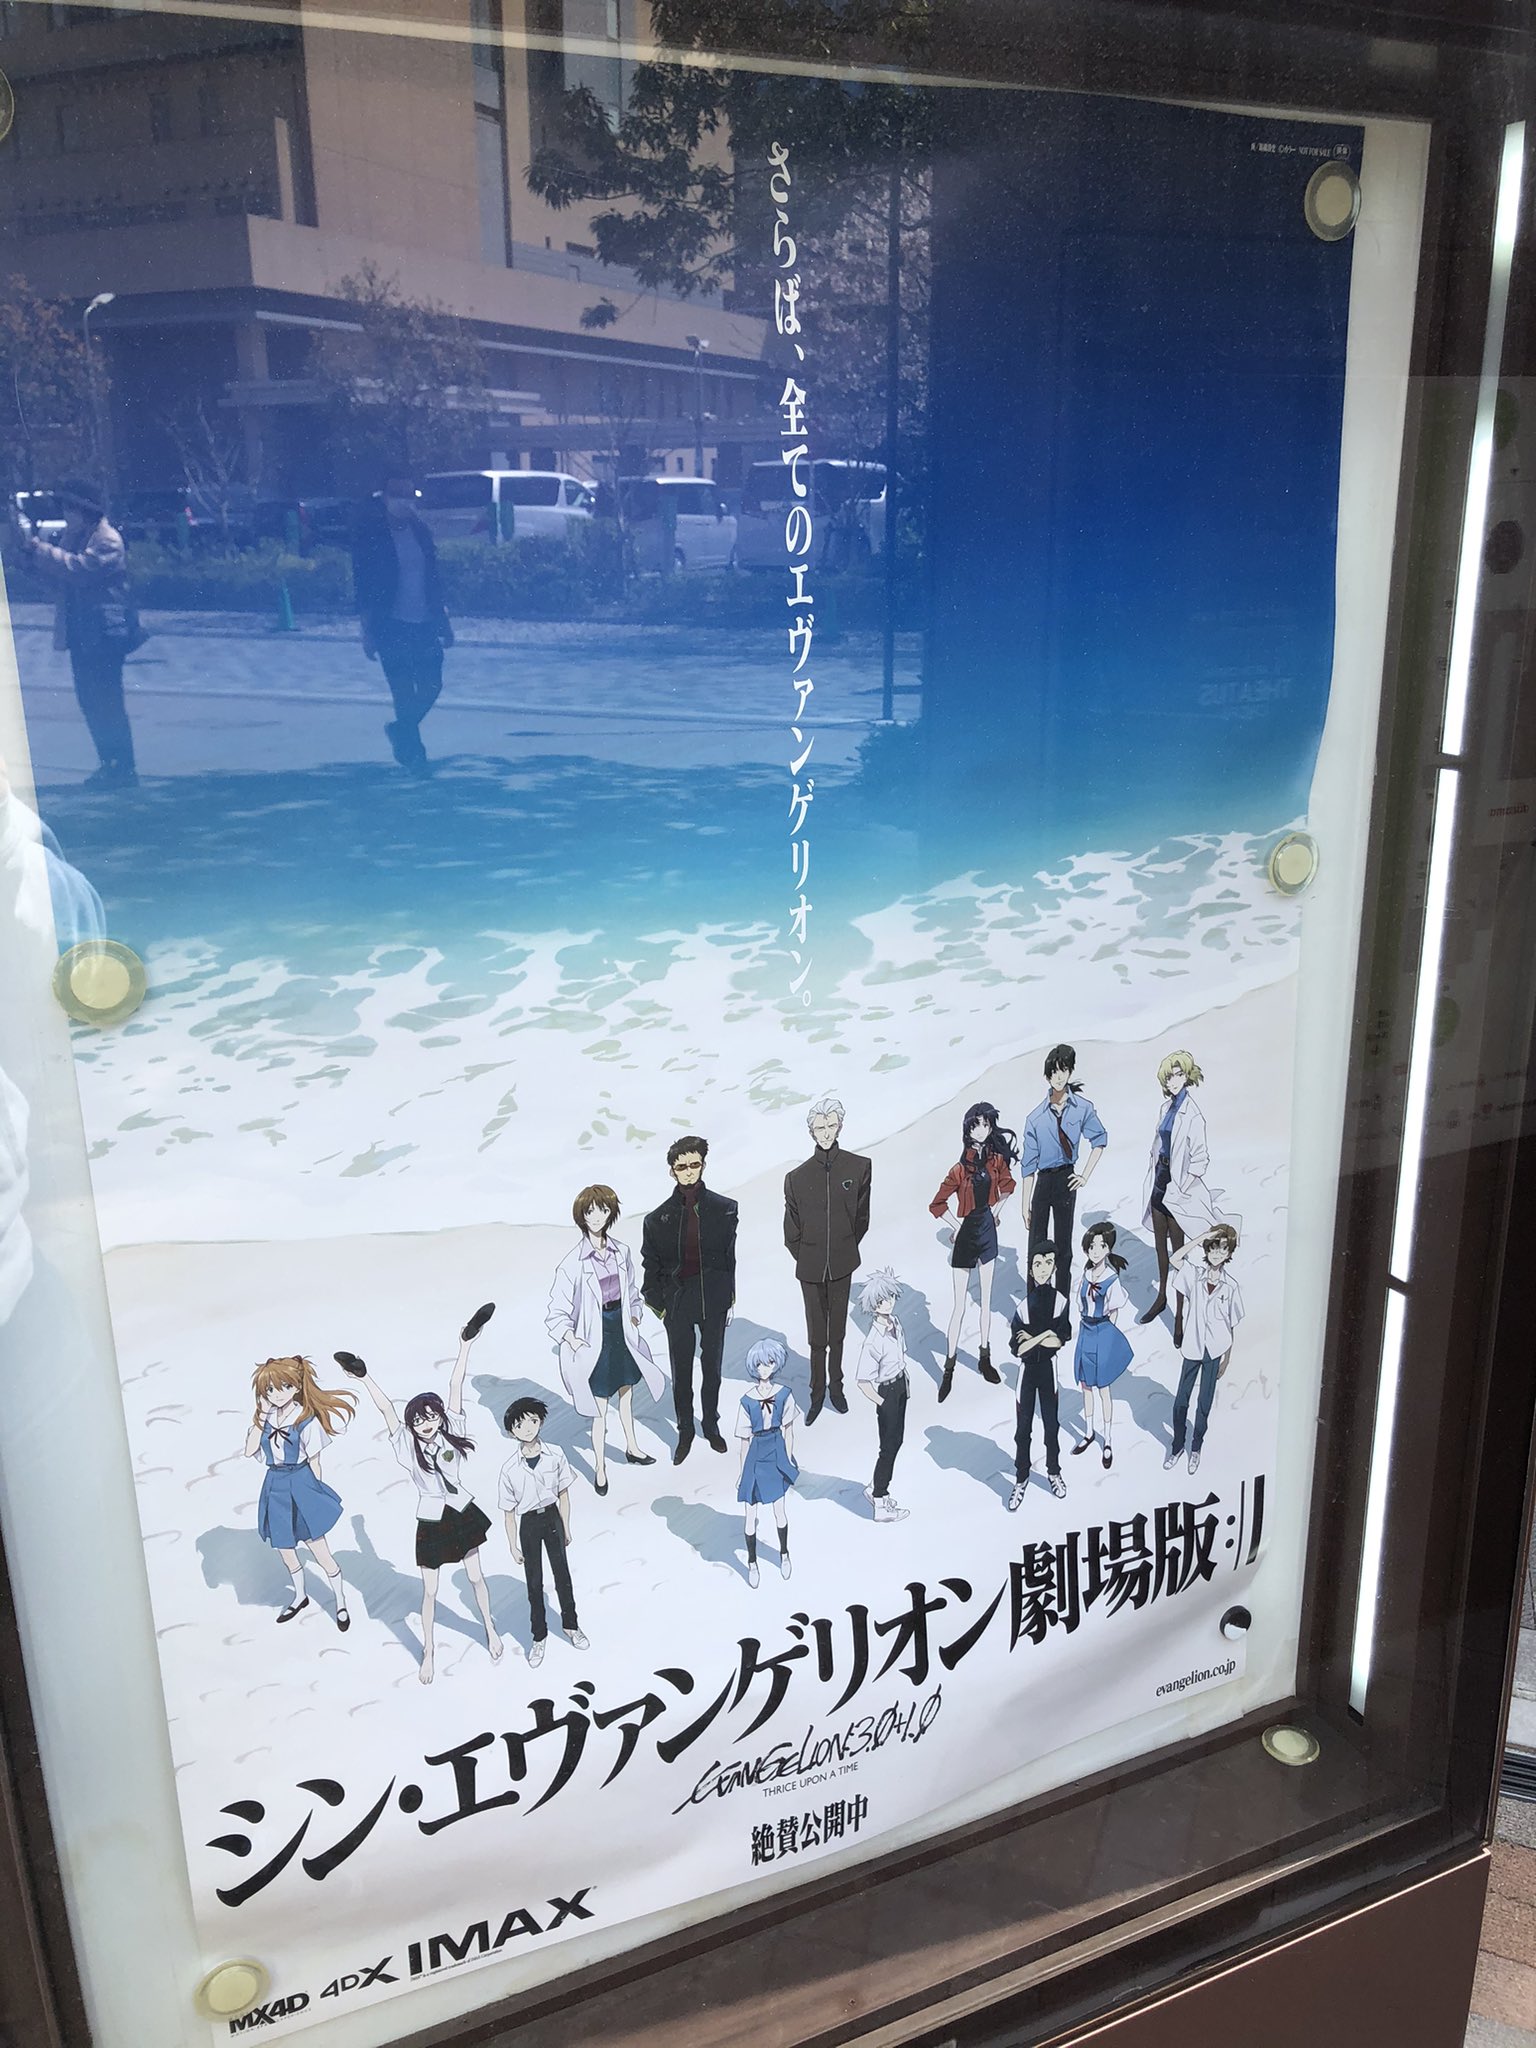 さらば、全てのエヴァンゲリオン。
シン・エヴァンゲリオン劇場版:||
EVANGELION:3.0+1.0
THRICE UPON A TIME
evangelion.co.jp
絶賛公開中
MX4D 4DX IMAX